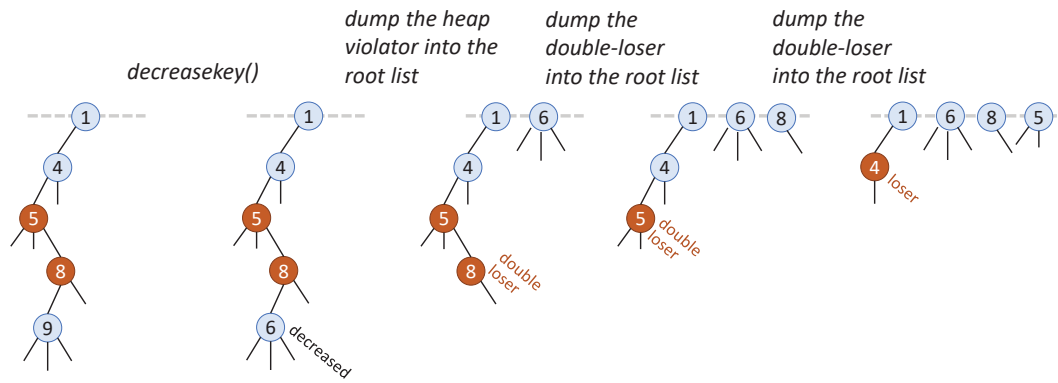 decreasekey()
dump the heap
violator into the
root list
dump the
double-loser
into the root list
dump the
double-loser
into the root list
1
4
5
8
9
1
4
5
8
6
decreased
1
6
4
5
8
double
loser
1
6
8
4
5
double
loser
1
6
8
5
4
loser